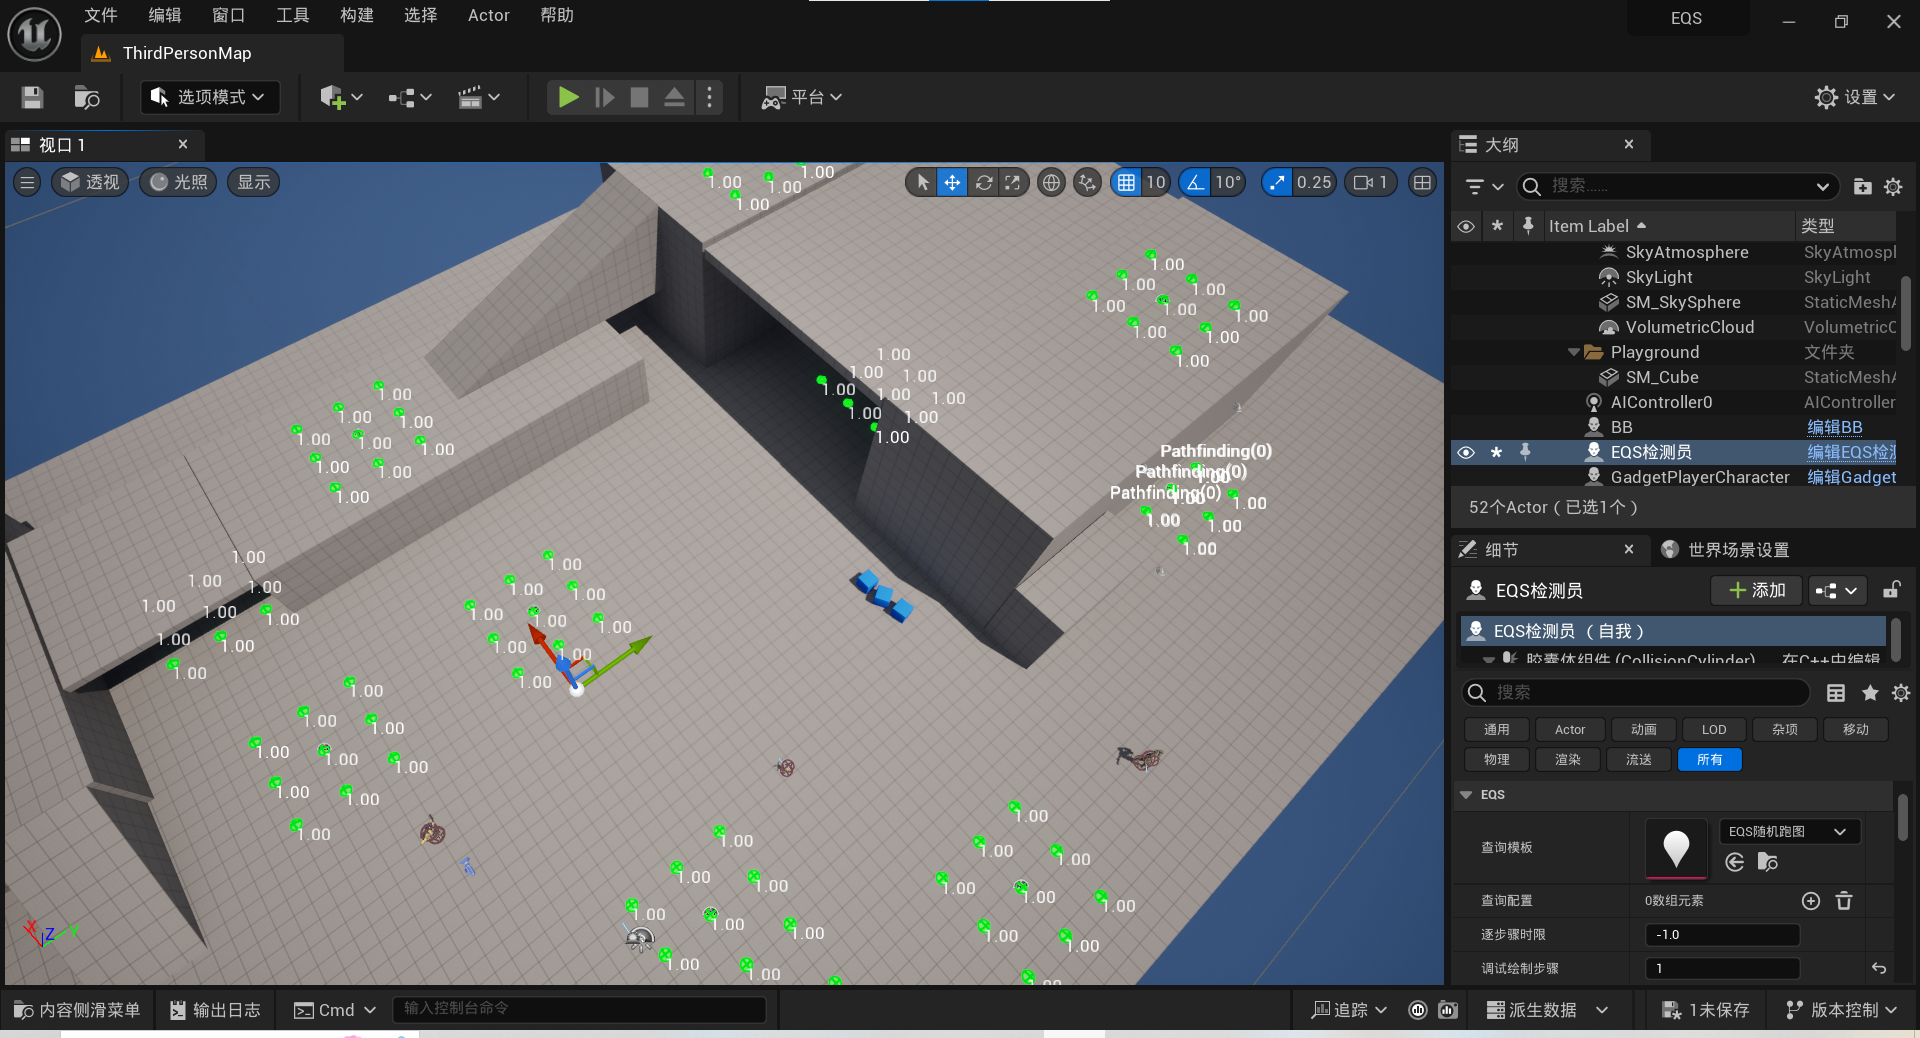 文件 编辑 窗口 工具 构建 选择 Actor 帮助 EQS
ThirdPersonMap
选项模式 平台 设置
视口 1
透视 光照 显示 10 10° 0.25 1
1.00 1.00 1.00 1.00
1.00
1.00 1.00
1.00 1.00 1.00
1.00 1.00
1.00
1.00
1.00 1.00
1.00 1.00 1.00
1.00 1.00
1.00
1.00
1.00 1.00
1.00 1.00 1.00
1.00 1.00
1.00
Pathfinding(0)
Pathfinding(0)
Pathfinding(0)
1.00
1.00 1.00
1.00 1.00
1.00
1.00
1.00 1.00
1.00 1.00 1.00
1.00 1.00
1.00
1.00
1.00 1.00
1.00 1.00 1.00
1.00 1.00
1.00
1.00
1.00 1.00
1.00 1.00 1.00
1.00 1.00
1.00
1.00
1.00 1.00
1.00 1.00 1.00
1.00 1.00
1.00
1.00 1.00
1.00 1.00 1.00
1.00 1.00
X Z Y
大纲
搜索......
Item Label 类型
SkyAtmosphere SkyAtmospl
SkyLight SkyLight
SM_SkySphere StaticMeshA
VolumetricCloud VolumetricC
Playground 文件夹
SM_Cube StaticMeshA
AIController0 AIController
BB 编辑BB
EQS检测员 编辑EQS检测
GadgetPlayerCharacter 编辑Gadget
52个Actor（已选1个）
细节 世界场景设置
EQS检测员 添加
EQS检测员 （自我）
胶囊体组件 (CollisionCylinder) 在C++中编辑
搜索
通用 Actor 动画 LOD 杂项 移动
物理 渲染 流送 所有
EQS
查询模板 EQS随机跑图
查询配置 0数组元素
逐步骤时限 -1.0
调试绘制步骤 1
内容侧滑菜单 输出日志 Cmd 输入控制台命令 追踪 派生数据 1未保存 版本控制